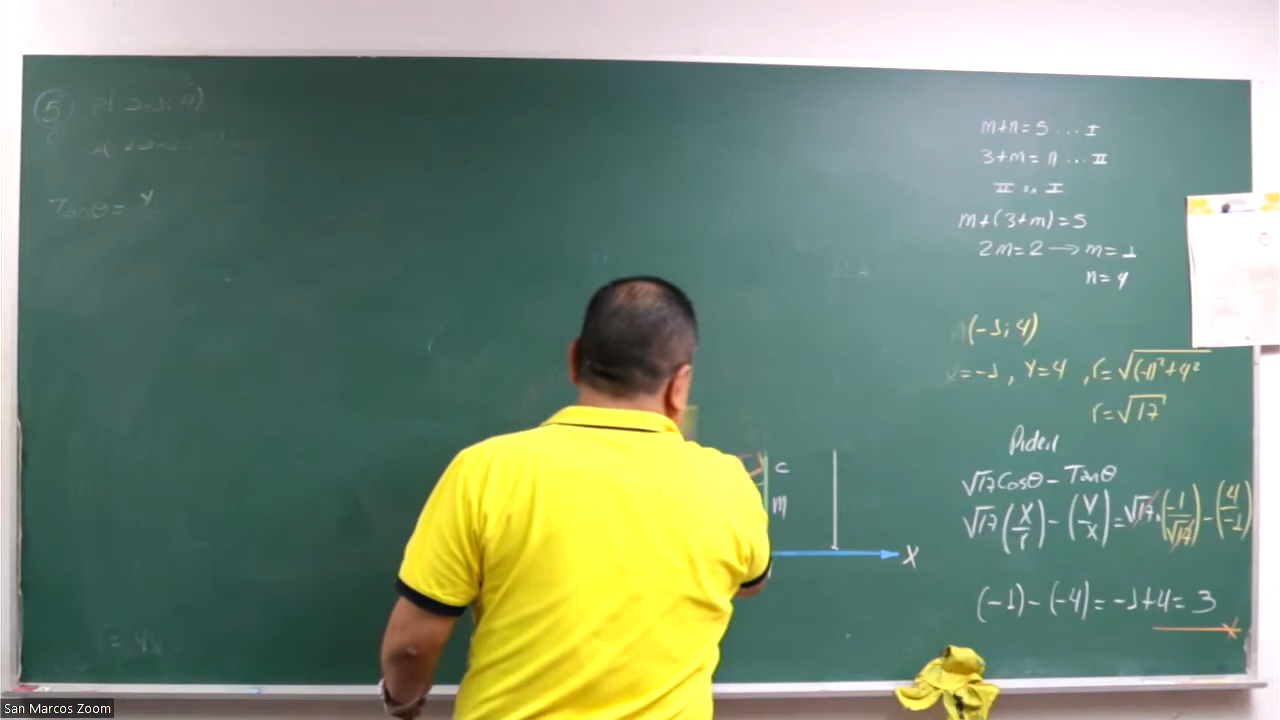 5) P( 2-1; 4)
Tanθ = Y
m+n=5 ... I
3+m=n ... II
II en I
m+(3+m)=5
2m=2 → m=1
n=4
(-1; 4)
x=-1, Y=4, r=√(-1)²+4²
r=√17
Piden
√17 Cosθ - Tanθ
√17 (X/r) - (Y/x) = √17.(-1/√17) - (4/-1)
(-1) - (-4) = -1+4 = 3
c
m
X
San Marcos Zoom